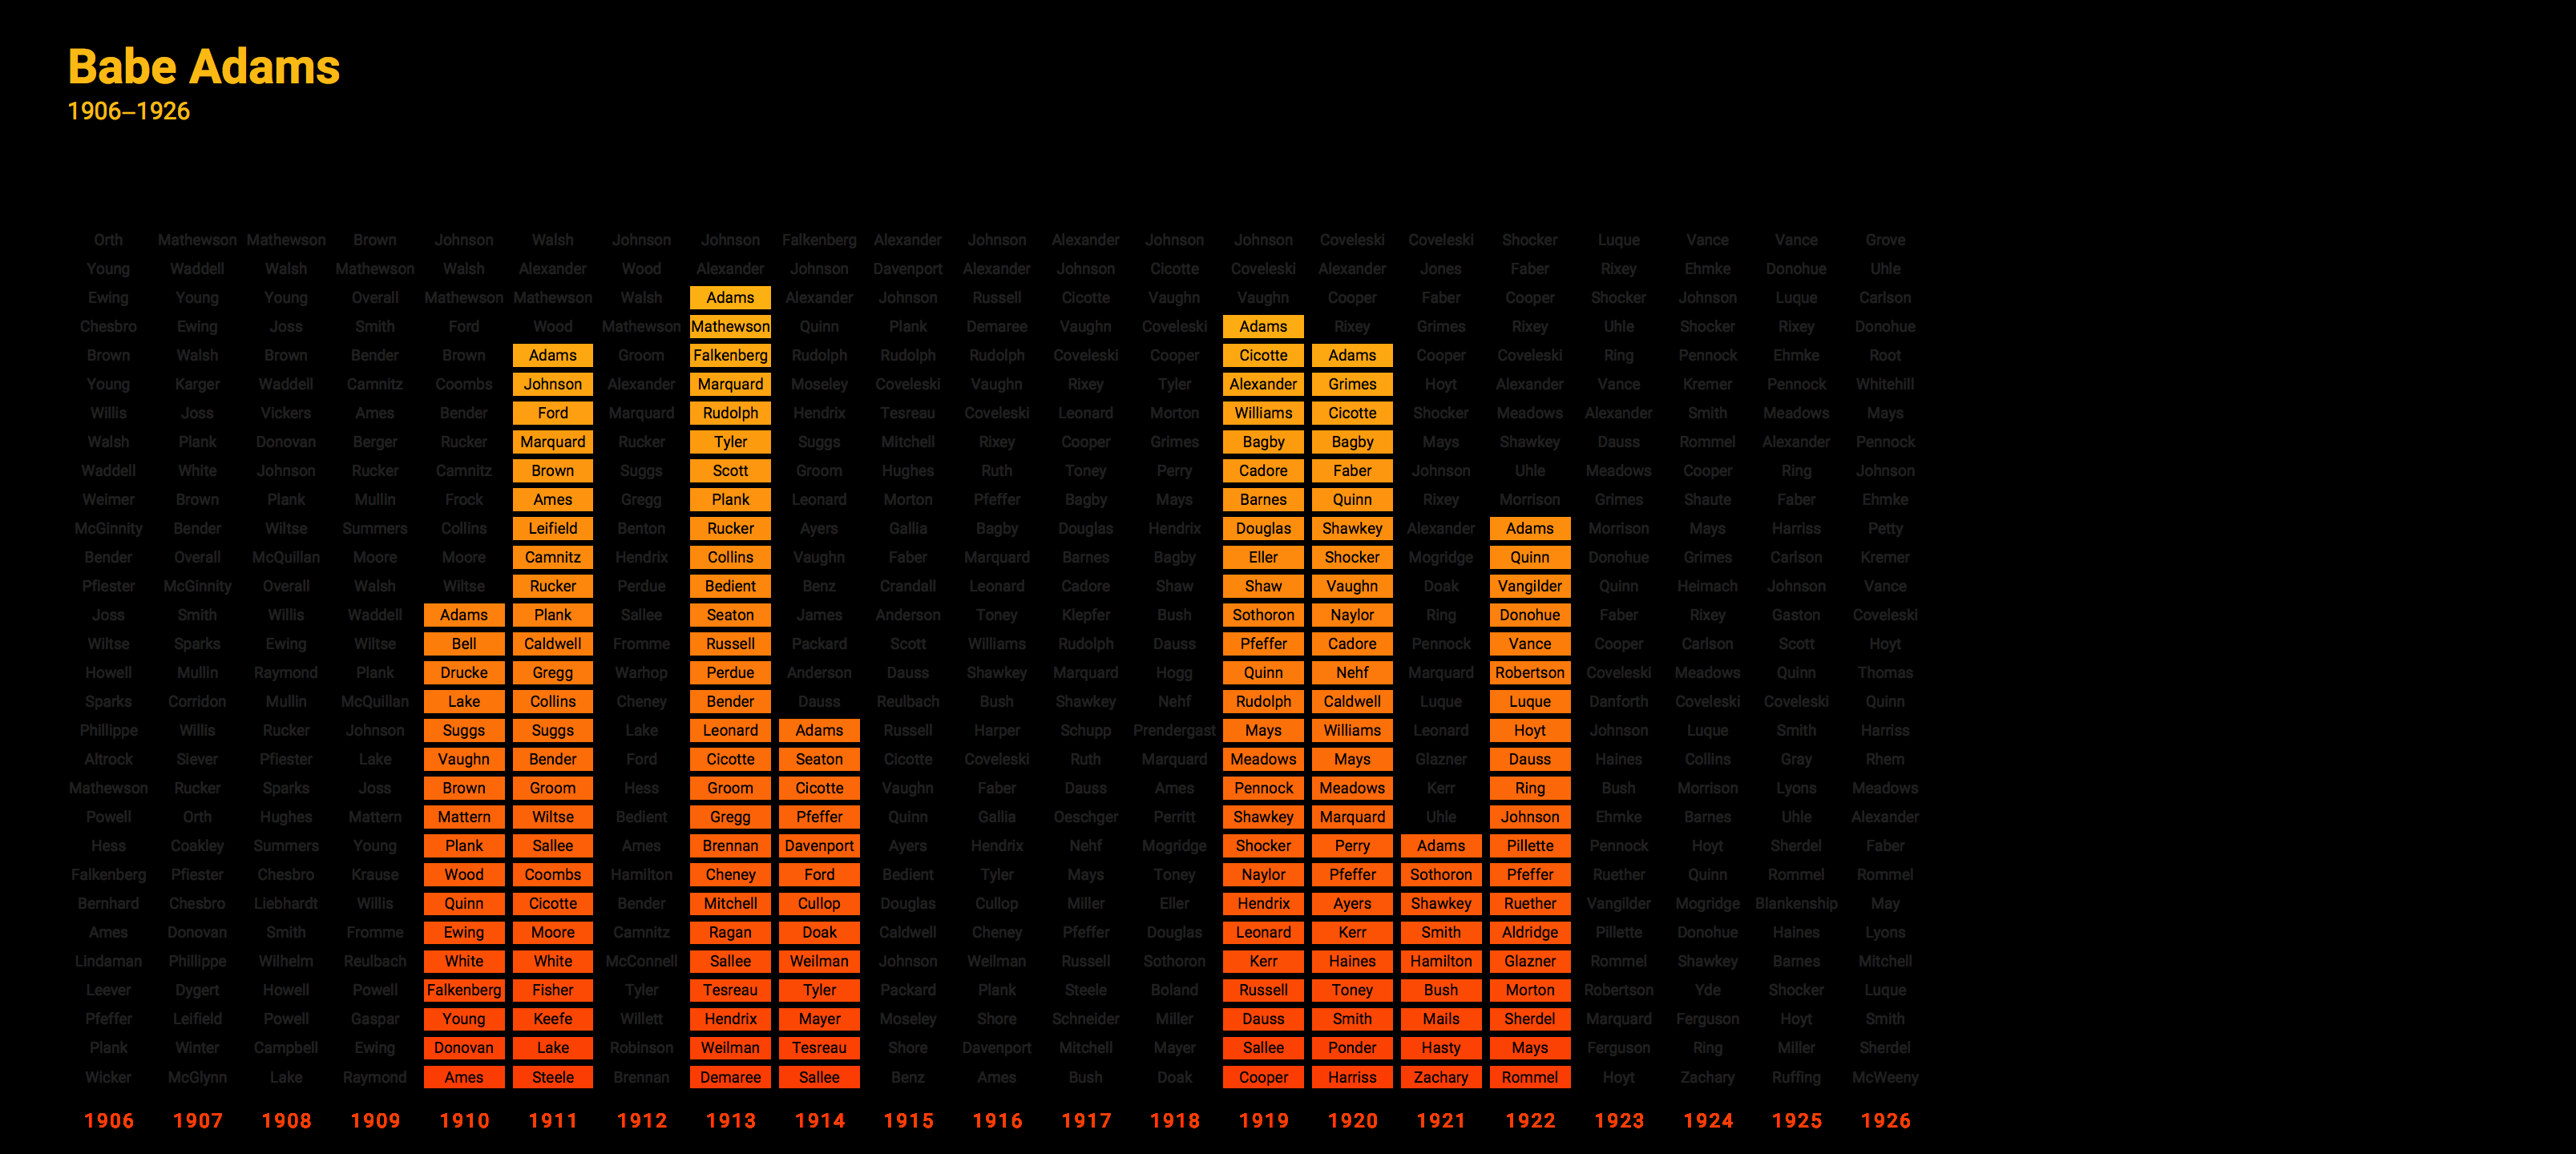 Babe Adams
1906–1926
Orth Mathewson Mathewson Brown Johnson Walsh Johnson Johnson Falkenberg Alexander Johnson Alexander Johnson Johnson Coveleski Coveleski Shocker Luque Vance Vance Grove
Young Waddell Walsh Mathewson Walsh Alexander Wood Alexander Johnson Davenport Alexander Johnson Cicotte Coveleski Alexander Jones Faber Rixey Ehmke Donohue Uhle
Ewing Young Young Overall Mathewson Mathewson Walsh Adams Alexander Johnson Russell Cicotte Vaughn Vaughn Cooper Faber Cooper Shocker Johnson Luque Carlson
Chesbro Ewing Joss Smith Ford Wood Mathewson Mathewson Quinn Plank Demaree Vaughn Coveleski Adams Rixey Grimes Rixey Uhle Shocker Rixey Donohue
Brown Walsh Brown Bender Brown Adams Groom Falkenberg Rudolph Rudolph Rudolph Coveleski Cooper Cicotte Adams Cooper Coveleski Ring Pennock Ehmke Root
Young Karger Waddell Camnitz Coombs Johnson Alexander Marquard Moseley Coveleski Vaughn Rixey Tyler Alexander Grimes Hoyt Alexander Vance Kremer Pennock Whitehill
Willis Joss Vickers Ames Bender Ford Marquard Rudolph Hendrix Tesreau Coveleski Leonard Morton Williams Cicotte Shocker Meadows Alexander Smith Meadows Mays
Walsh Plank Donovan Berger Rucker Marquard Rucker Tyler Suggs Mitchell Rixey Cooper Grimes Bagby Bagby Mays Shawkey Dauss Rommel Alexander Pennock
Waddell White Johnson Rucker Camnitz Brown Suggs Scott Groom Hughes Ruth Toney Perry Cadore Faber Johnson Uhle Meadows Cooper Ring Johnson
Weimer Brown Plank Mullin Frock Ames Gregg Plank Leonard Morton Pfeffer Bagby Mays Barnes Quinn Rixey Morrison Grimes Shaute Faber Ehmke
McGinnity Bender Wiltse Summers Collins Leifield Benton Rucker Ayers Gallia Bagby Douglas Hendrix Douglas Shawkey Alexander Adams Morrison Mays Harriss Petty
Bender Overall McQuillan Moore Moore Camnitz Hendrix Collins Vaughn Faber Marquard Barnes Bagby Eller Shocker Mogridge Quinn Donohue Grimes Carlson Kremer
Pfiester McGinnity Overall Walsh Wiltse Rucker Perdue Bedient Benz Crandall Leonard Cadore Shaw Shaw Vaughn Doak Vangilder Quinn Heimach Johnson Vance
Joss Smith Willis Waddell Adams Plank Sallee Seaton James Anderson Toney Klepfer Bush Sothoron Naylor Ring Donohue Faber Rixey Gaston Coveleski
Wiltse Sparks Ewing Wiltse Bell Caldwell Fromme Russell Packard Scott Williams Rudolph Dauss Pfeffer Cadore Pennock Vance Cooper Carlson Scott Hoyt
Howell Mullin Raymond Plank Drucke Gregg Warhop Perdue Anderson Dauss Shawkey Marquard Hogg Quinn Nehf Marquard Robertson Coveleski Meadows Quinn Thomas
Sparks Corridon Mullin McQuillan Lake Collins Cheney Bender Dauss Reulbach Bush Shawkey Nehf Rudolph Caldwell Luque Luque Danforth Coveleski Coveleski Quinn
Phillippe Willis Rucker Johnson Suggs Suggs Lake Leonard Adams Russell Harper Schupp Prendergast Mays Williams Leonard Hoyt Johnson Luque Smith Harriss
Altrock Siever Pfiester Lake Vaughn Bender Ford Cicotte Seaton Cicotte Coveleski Ruth Marquard Meadows Mays Glazner Dauss Haines Collins Gray Rhem
Mathewson Rucker Sparks Joss Brown Groom Hess Groom Cicotte Vaughn Faber Dauss Ames Pennock Meadows Kerr Ring Bush Morrison Lyons Meadows
Powell Orth Hughes Mattern Mattern Wiltse Bedient Gregg Pfeffer Quinn Gallia Oeschger Perritt Shawkey Marquard Uhle Johnson Ehmke Barnes Uhle Alexander
Hess Coakley Summers Young Plank Sallee Ames Brennan Davenport Ayers Hendrix Nehf Mogridge Shocker Perry Adams Pillette Pennock Hoyt Sherdel Faber
Falkenberg Pfiester Chesbro Krause Wood Coombs Hamilton Cheney Ford Bedient Tyler Mays Toney Naylor Pfeffer Sothoron Pfeffer Ruether Quinn Rommel Rommel
Bernhard Chesbro Liebhardt Willis Quinn Cicotte Bender Mitchell Cullop Douglas Cullop Miller Eller Hendrix Ayers Shawkey Ruether Vangilder Mogridge Blankenship May
Ames Donovan Smith Fromme Ewing Moore Camnitz Ragan Doak Caldwell Cheney Pfeffer Douglas Leonard Kerr Smith Aldridge Pillette Donohue Haines Lyons
Lindaman Phillippe Wilhelm Reulbach White White McConnell Sallee Weilman Johnson Weilman Russell Sothoron Kerr Haines Hamilton Glazner Rommel Shawkey Barnes Mitchell
Leever Dygert Howell Powell Falkenberg Fisher Tyler Tesreau Tyler Packard Plank Steele Boland Russell Toney Bush Morton Robertson Yde Shocker Luque
Pfeffer Leifield Powell Gaspar Young Keefe Willett Hendrix Mayer Moseley Shore Schneider Miller Dauss Smith Mails Sherdel Marquard Ferguson Hoyt Smith
Plank Winter Campbell Ewing Donovan Lake Robinson Weilman Tesreau Shore Davenport Mitchell Mayer Sallee Ponder Hasty Mays Ferguson Ring Miller Sherdel
Wicker McGlynn Lake Raymond Ames Steele Brennan Demaree Sallee Benz Ames Bush Doak Cooper Harriss Zachary Rommel Hoyt Zachary Ruffing McWeeny
1906 1907 1908 1909 1910 1911 1912 1913 1914 1915 1916 1917 1918 1919 1920 1921 1922 1923 1924 1925 1926